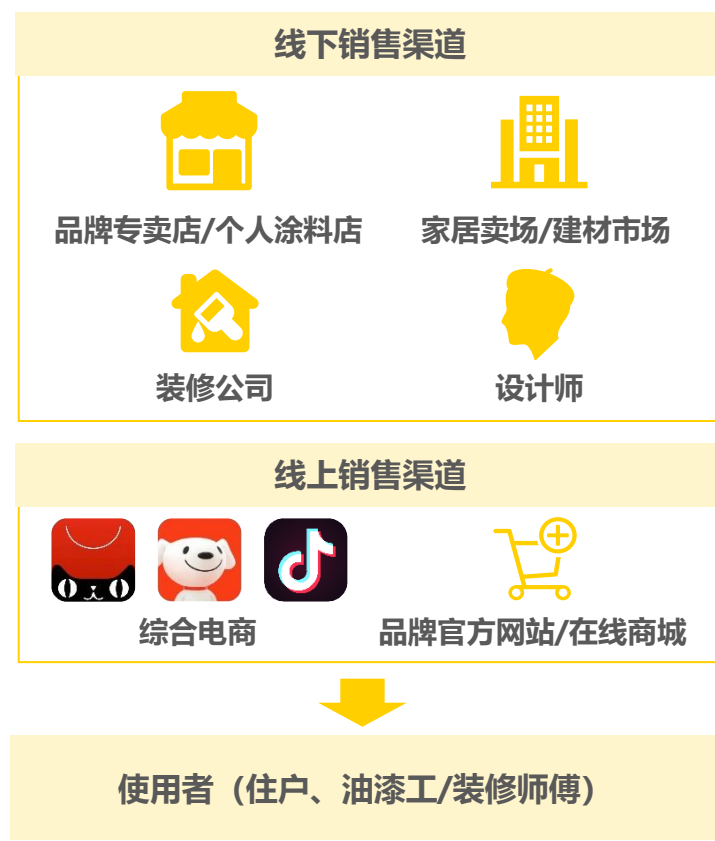 线下销售渠道
品牌专卖店/个人涂料店
家居卖场/建材市场
装修公司
设计师
线上销售渠道
综合电商
品牌官方网站/在线商城
使用者（住户、油漆工/装修师傅）